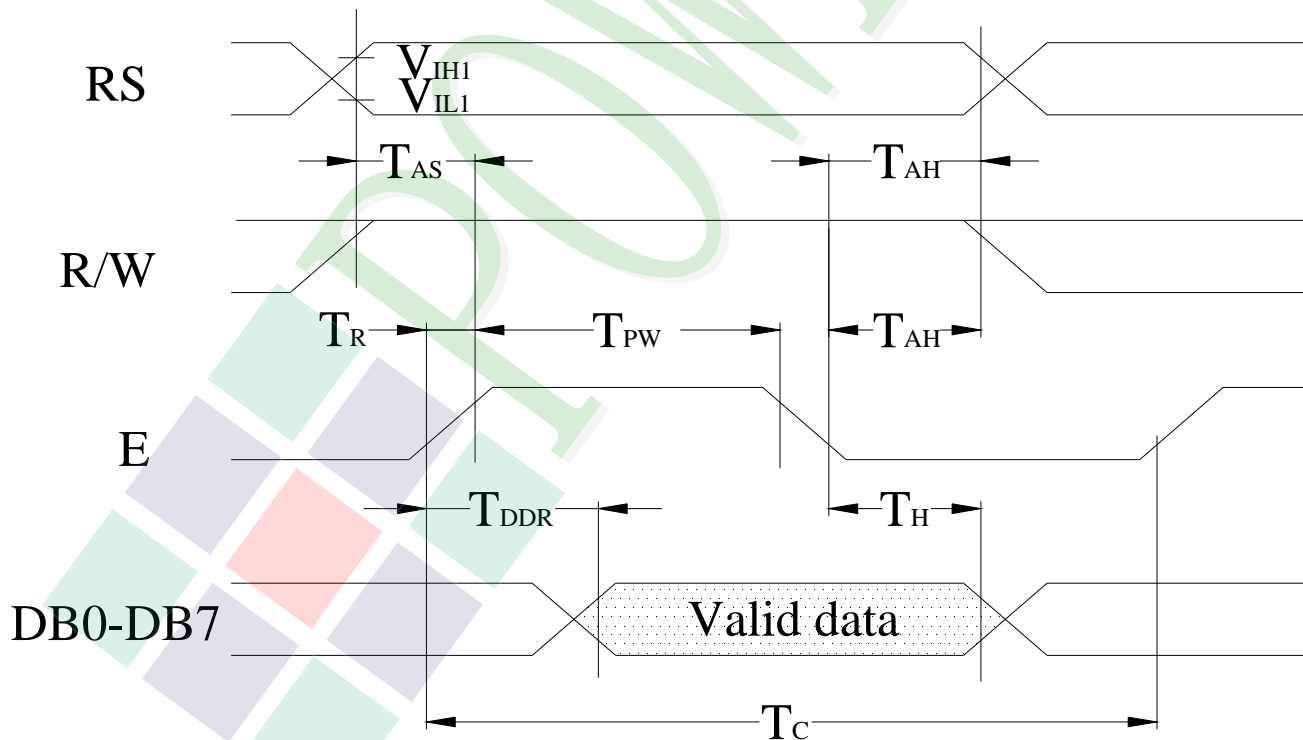 RS
VIH1
VIL1
TAS
TAH
R/W
TR
TPW
TAH
E
TDDR
TH
DB0-DB7
Valid data
TC